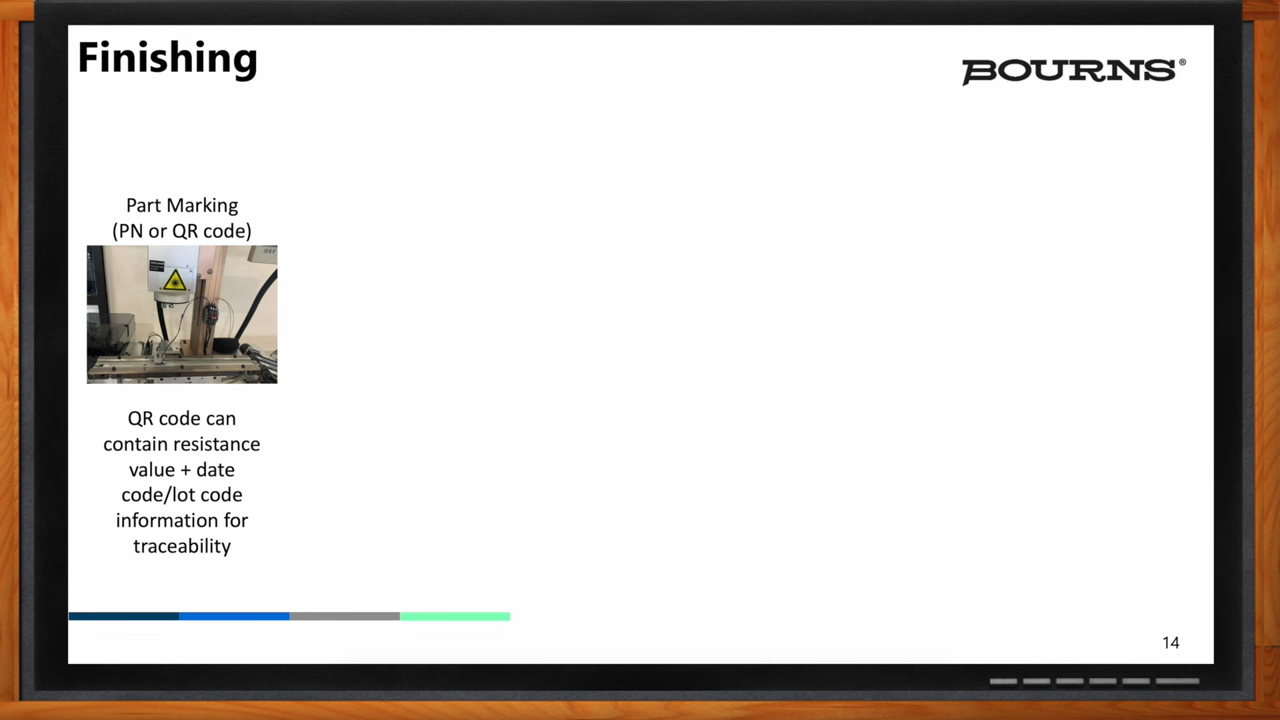 Finishing
BOURNS®
Part Marking
(PN or QR code)
QR code can
contain resistance
value + date
code/lot code
information for
traceability
14